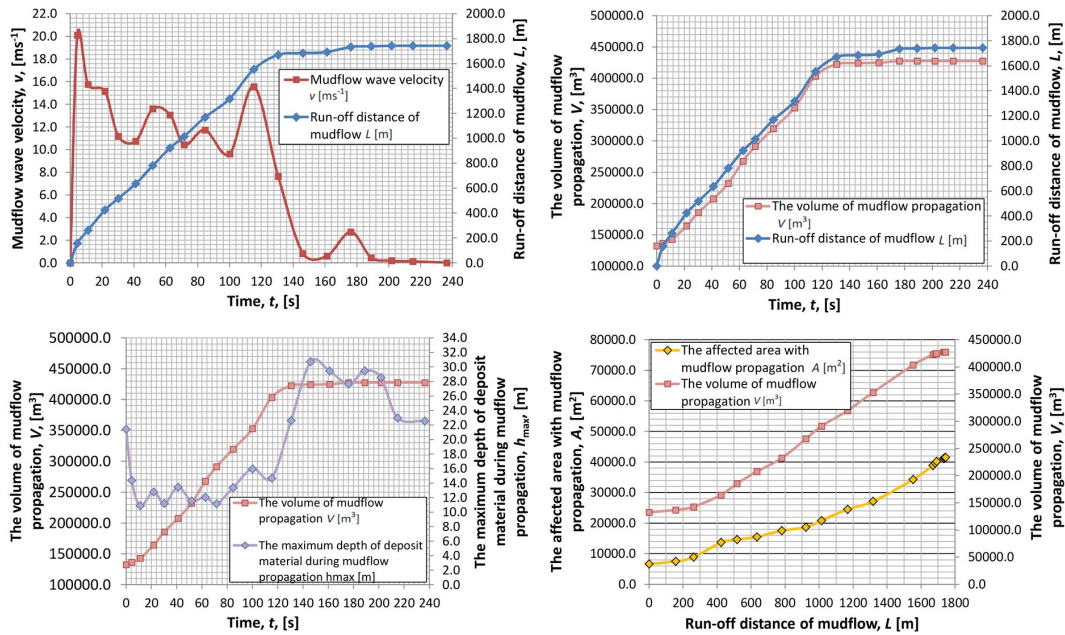 22.0
20.0
18.0
16.0
14.0
12.0
10.0
8.0
6.0
4.0
2.0
0.0
Mudflow wave velocity, v, [ms-1]
Mudflow wave velocity
v [ms-1]
Run-off distance of
mudflow L [m]
2000.0
1800.0
1600.0
1400.0
1200.0
1000.0
800.0
600.0
400.0
200.0
0.0
Run-off distance of mudflow, L, [m]
0 20 40 60 80 100 120 140 160 180 200 220 240
Time, t, [s]
500000.0
450000.0
400000.0
350000.0
300000.0
250000.0
200000.0
150000.0
100000.0
The volume of mudflow
propagation, V, [m3]
The volume of mudflow propagation
V [m3]
Run-off distance of mudflow L [m]
2000.0
1800.0
1600.0
1400.0
1200.0
1000.0
800.0
600.0
400.0
200.0
0.0
Run-off distance of mudflow, L, [m]
0 20 40 60 80 100 120 140 160 180 200 220 240
Time, t, [s]
500000.0
450000.0
400000.0
350000.0
300000.0
250000.0
200000.0
150000.0
100000.0
The volume of mudflow
propagation, V, [m3]
The volume of mudflow
propagation V [m3]
The maximum depth of deposit
material during mudflow
propagation hmax [m]
34.0
32.0
30.0
28.0
26.0
24.0
22.0
20.0
18.0
16.0
14.0
12.0
10.0
8.0
6.0
4.0
2.0
0.0
The maximum depth of deposit
material during mudflow
propagation, hmax, [m]
0 20 40 60 80 100 120 140 160 180 200 220 240
Time, t, [s]
80000.0
70000.0
60000.0
50000.0
40000.0
30000.0
20000.0
10000.0
0.0
The affected area with mudflow
propagation, A, [m2]
The affected area with
mudflow propagation A [m2]
The volume of mudflow
propagation V [m3]
450000.0
400000.0
350000.0
300000.0
250000.0
200000.0
150000.0
100000.0
50000.0
0.0
The volume of mudflow
propagation, V, [m3]
0 200 400 600 800 1000 1200 1400 1600 1800
Run-off distance of mudflow, L [m]